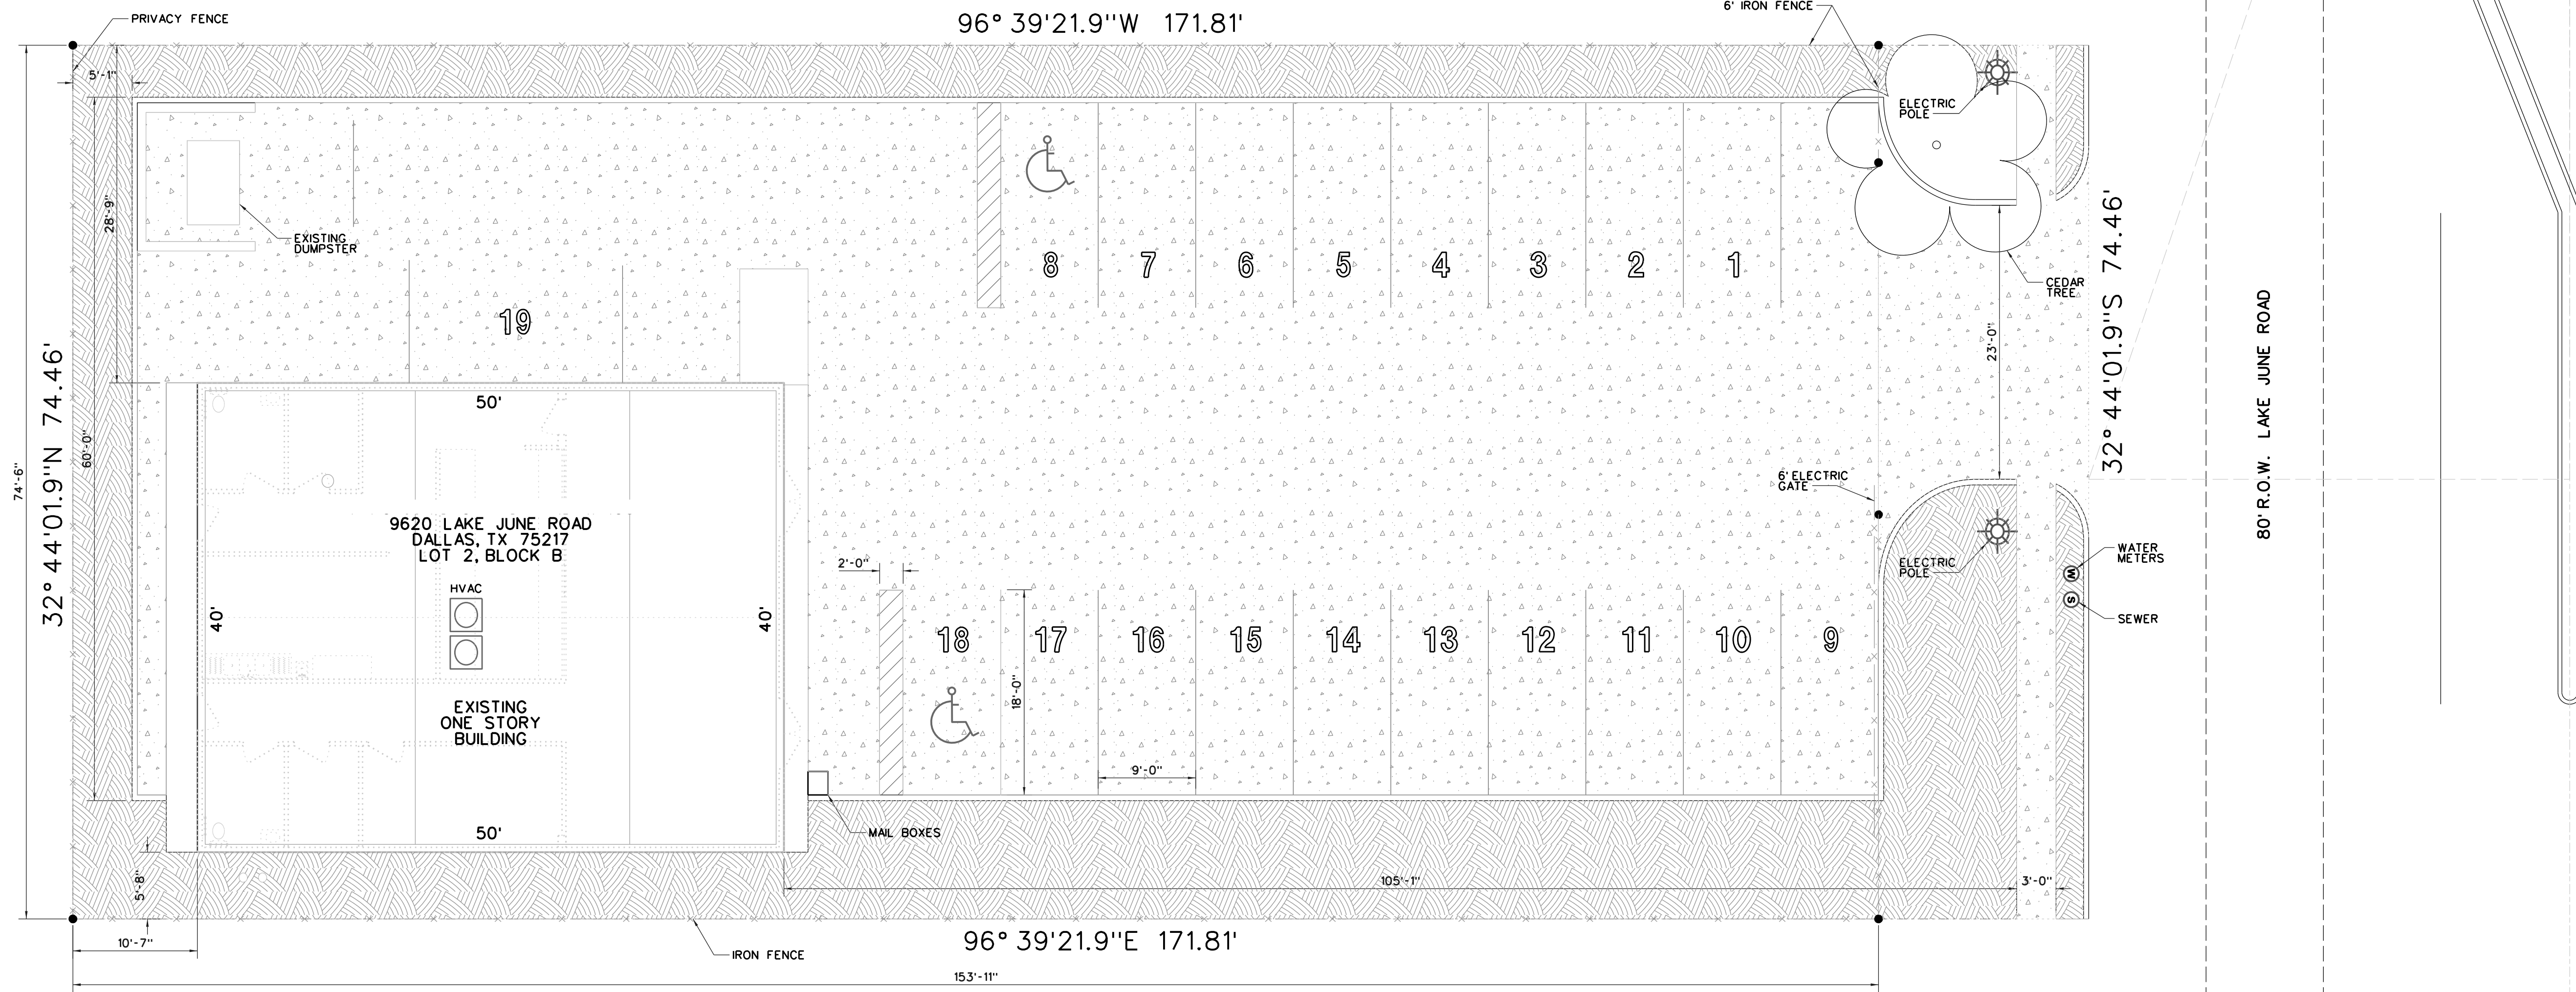 PRIVACY FENCE
96° 39'21.9''W 171.81'
6' IRON FENCE
5'-1"
ELECTRIC
POLE
28'-9"
EXISTING
DUMPSTER
8
7
6
5
4
3
2
1
CEDAR
TREE
19
23'-0"
32° 44'01.9''S 74.46'
80' R.O.W. LAKE JUNE ROAD
32° 44'01.9''N 74.46'
74'-6"
60'-0"
50'
9620 LAKE JUNE ROAD
DALLAS, TX 75217
LOT 2, BLOCK B
HVAC
40'
40'
EXISTING
ONE STORY
BUILDING
50'
6' ELECTRIC
GATE
2'-0"
ELECTRIC
POLE
WATER
METERS
W
S
SEWER
18
17
16
15
14
13
12
11
10
9
18'-0"
9'-0"
MAIL BOXES
5'-8"
105'-1"
3'-0"
10'-7"
IRON FENCE
96° 39'21.9''E 171.81'
153'-11"